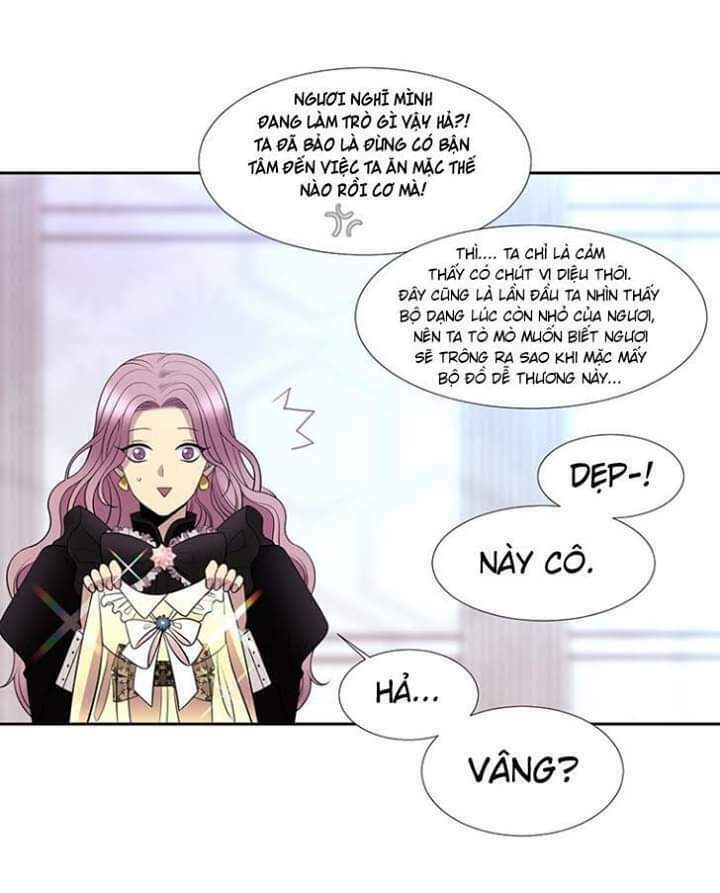 NGƯƠI NGHĨ MÌNH
ĐANG LÀM TRÒ GÌ VẬY HẢ?!
TA ĐÃ BẢO LÀ ĐỪNG CÓ BẬN
TÂM ĐẾN VIỆC TA ĂN MẶC THẾ
NÀO RỒI CƠ MÀ!
THÌ.... TA CHỈ LÀ CẢM
THẤY CÓ CHÚT VI DIỆU THÔI.
ĐÂY CŨNG LÀ LẦN ĐẦU TA NHÌN THẤY
BỘ DẠNG LÚC CÒN NHỎ CỦA NGƯƠI,
NÊN TA TÒ MÒ MUỐN BIẾT NGƯƠI
SẼ TRÔNG RA SAO KHI MẶC MẤY
BỘ ĐỒ DỄ THƯƠNG NÀY...
DẸP-!
NÀY CÔ.
HẢ...
VÂNG?